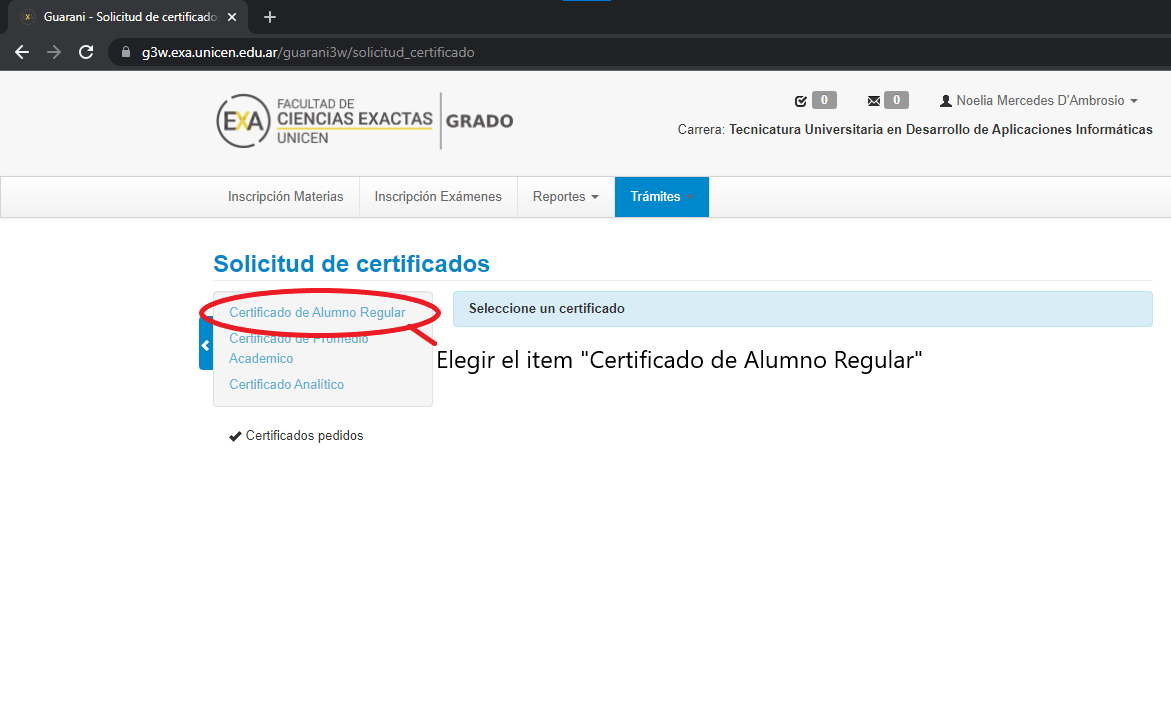 Guarani - Solicitud de certificado
g3w.exa.unicen.edu.ar/guarani3w/solicitud_certificado
EXA
FACULTAD DE
CIENCIAS EXACTAS
UNICEN
GRADO
0
0
Noelia Mercedes D'Ambrosio
Carrera: Tecnicatura Universitaria en Desarrollo de Aplicaciones Informáticas
Inscripción Materias
Inscripción Exámenes
Reportes
Trámites
Solicitud de certificados
Certificado de Alumno Regular
Certificado de Promedio
Academico
Certificado Analítico
Certificados pedidos
Seleccione un certificado
Elegir el item "Certificado de Alumno Regular"